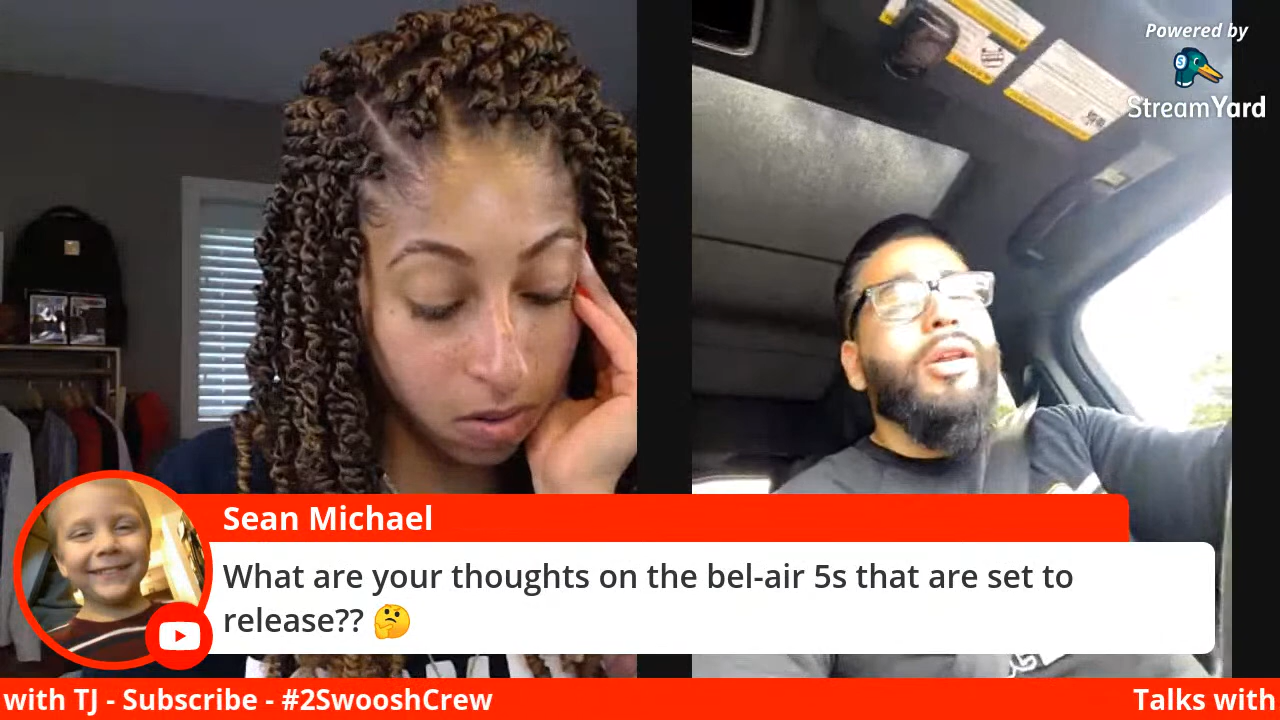 Powered by
StreamYard
Sean Michael
What are your thoughts on the bel-air 5s that are set to
release?? 🤔
with TJ - Subscribe - #2SwooshCrew
Talks with